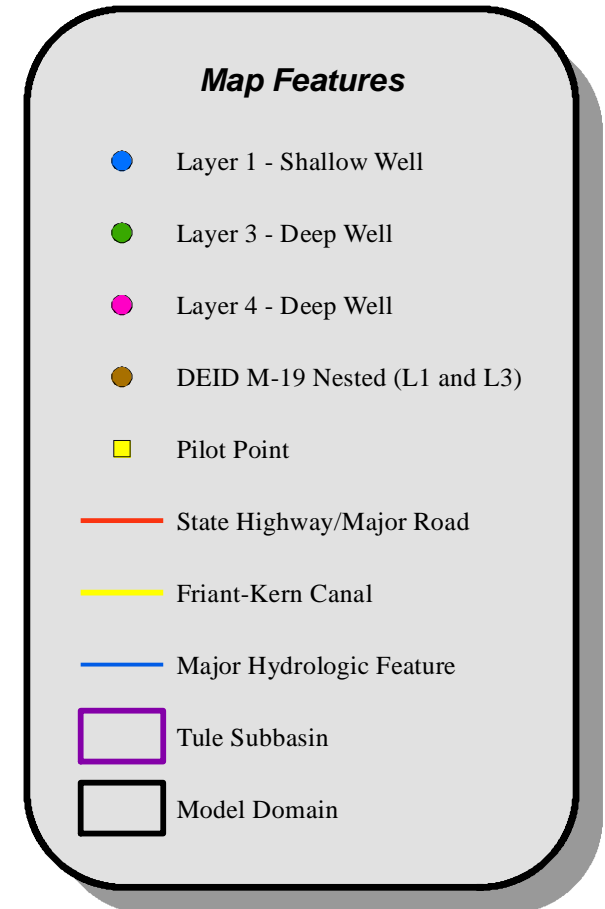 Map Features
Layer 1 - Shallow Well
Layer 3 - Deep Well
Layer 4 - Deep Well
DEID M-19 Nested (L1 and L3)
Pilot Point
State Highway/Major Road
Friant-Kern Canal
Major Hydrologic Feature
Tule Subbasin
Model Domain